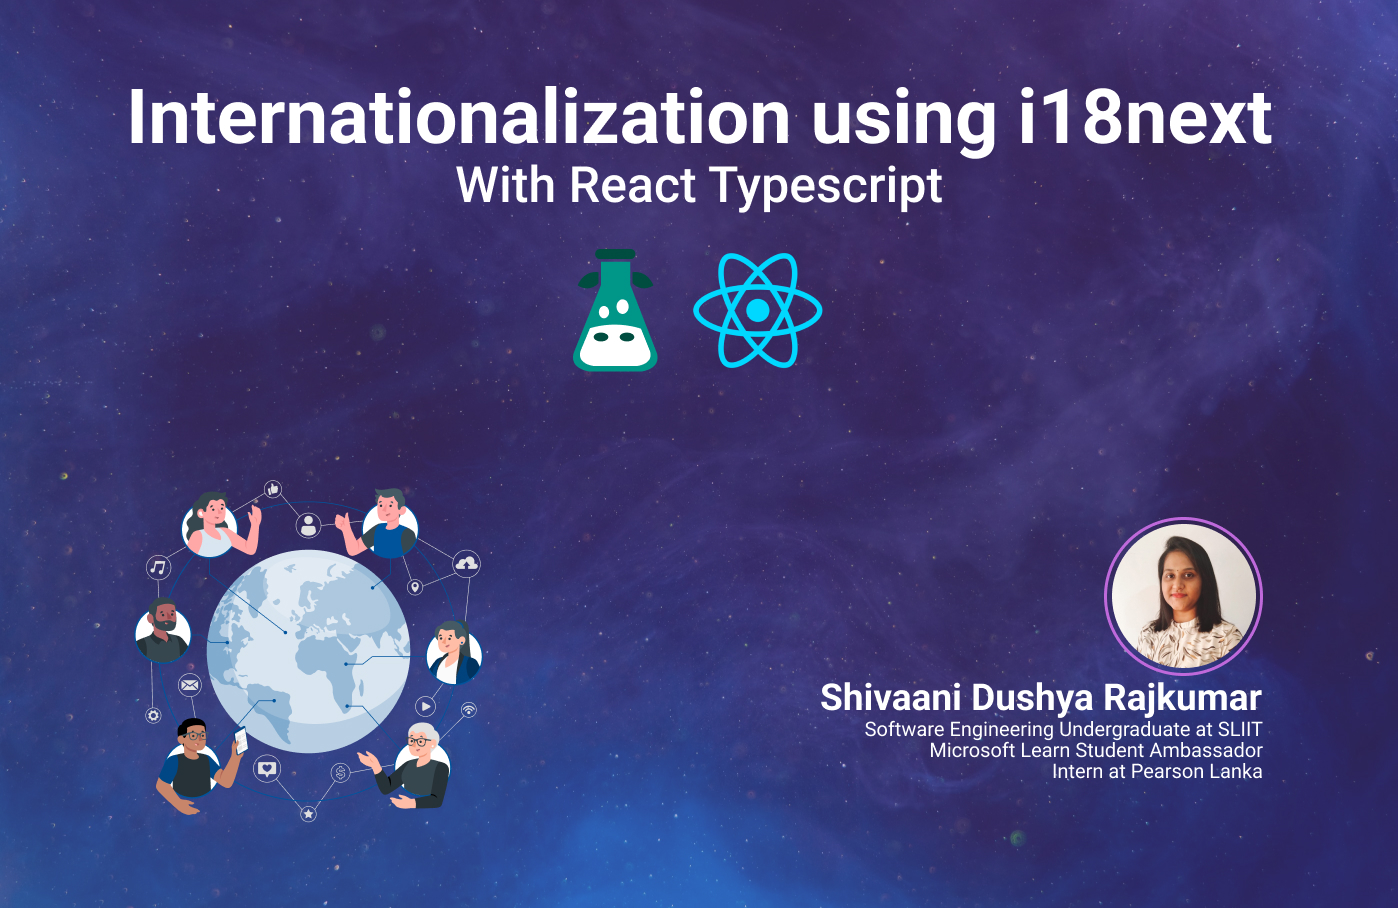 Internationalization using i18next
With React Typescript
Shivaani Dushya Rajkumar
Software Engineering Undergraduate at SLIIT
Microsoft Learn Student Ambassador
Intern at Pearson Lanka